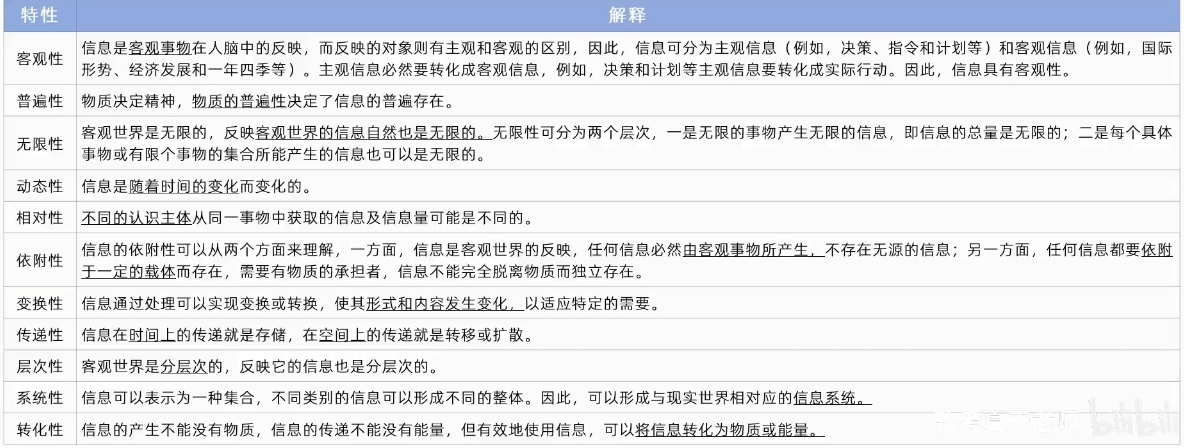 特性 解释
客观性 信息是客观事物在人脑中的反映，而反映的对象则有主观和客观的区别，因此，信息可分为主观信息（例如，决策、指令和计划等）和客观信息（例如，国际
形势、经济发展和一年四季等）。主观信息必然要转化成客观信息，例如，决策和计划等主观信息要转化成实际行动。因此，信息具有客观性。
普遍性 物质决定精神，物质的普遍性决定了信息的普遍存在。
无限性 客观世界是无限的，反映客观世界的信息自然也是无限的。无限性可分为两个层次，一是无限的事物产生无限的信息，即信息的总量是无限的；二是每个具体
事物或有限个事物的集合所能产生的信息也可以是无限的。
动态性 信息是随着时间的变化而变化的。
相对性 不同的认识主体从同一事物中获取的信息及信息量可能是不同的。
依附性 信息的依附性可以从两个方面来理解，一方面，信息是客观世界的反映，任何信息必然由客观事物所产生，不存在无源的信息；另一方面，任何信息都要依附
于一定的载体而存在，需要有物质的承担者，信息不能完全脱离物质而独立存在。
变换性 信息通过处理可以实现变换或转换，使其形式和内容发生变化，以适应特定的需要。
传递性 信息在时间上的传递就是存储，在空间上的传递就是转移或扩散。
层次性 客观世界是分层次的，反映它的信息也是分层次的。
系统性 信息可以表示为一种集合，不同类别的信息可以形成不同的整体。因此，可以形成与现实世界相对应的信息系统。
转化性 信息的产生不能没有物质，信息的传递不能没有能量，但有效地使用信息，可以将信息转化为物质或能量。
bilibili